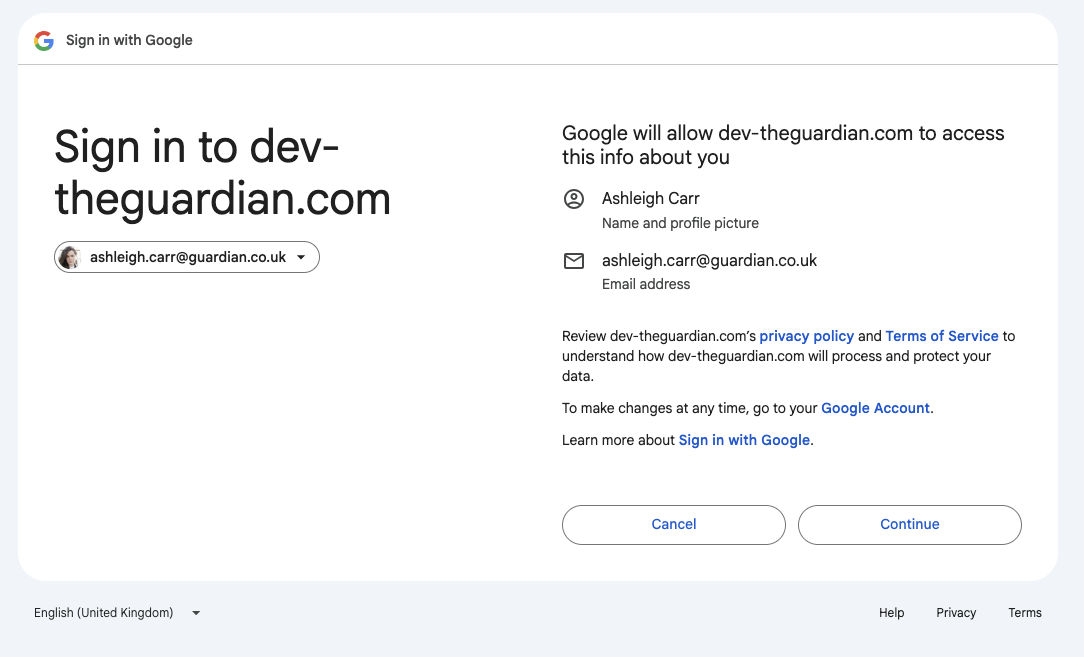 Sign in with Google
Sign in to dev-
theguardian.com
ashleigh.carr@guardian.co.uk
Google will allow dev-theguardian.com to access
this info about you
Ashleigh Carr
Name and profile picture
ashleigh.carr@guardian.co.uk
Email address
Review dev-theguardian.com’s privacy policy and Terms of Service to
understand how dev-theguardian.com will process and protect your
data.
To make changes at any time, go to your Google Account.
Learn more about Sign in with Google.
Cancel
Continue
English (United Kingdom)
Help
Privacy
Terms